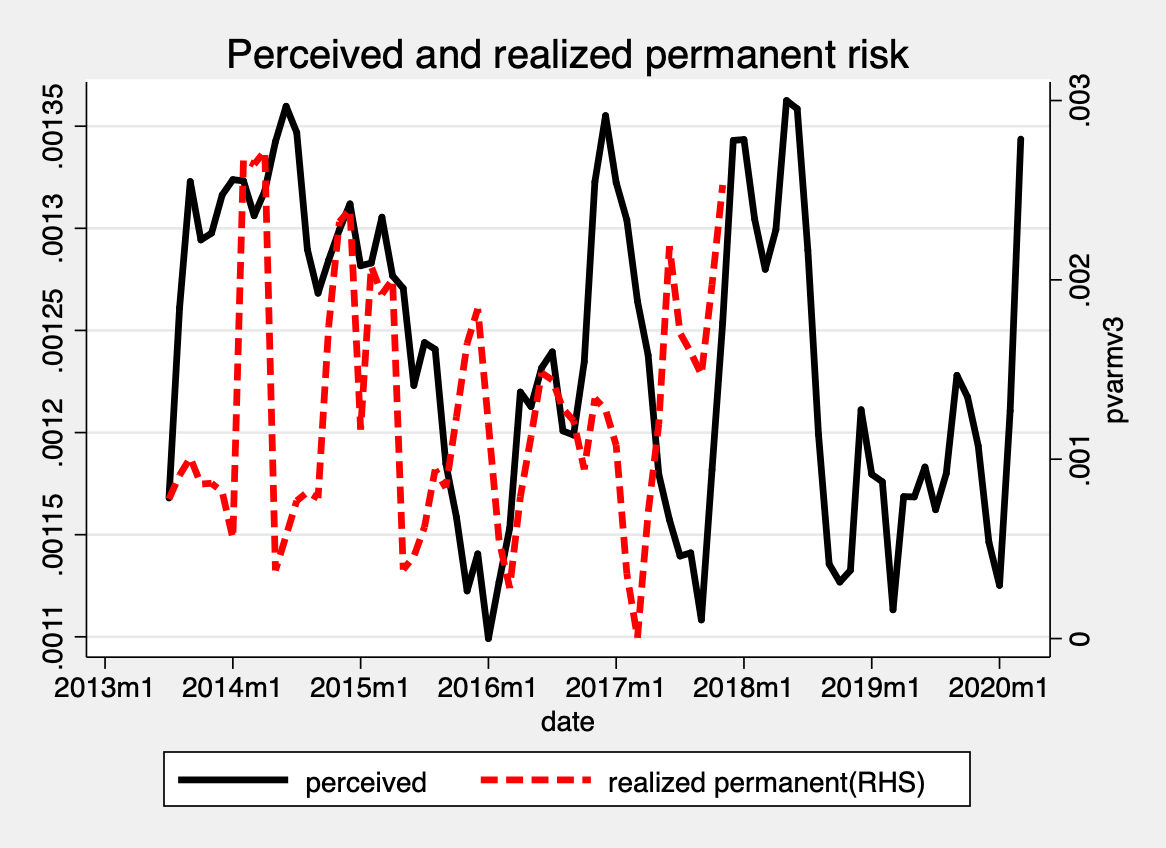 Perceived and realized permanent risk
.00135
.0013
.00125
.0012
.00115
.0011
.003
.002
.001
0
pvarmv3
2013m1 2014m1 2015m1 2016m1 2017m1 2018m1 2019m1 2020m1
date
perceived realized permanent(RHS)